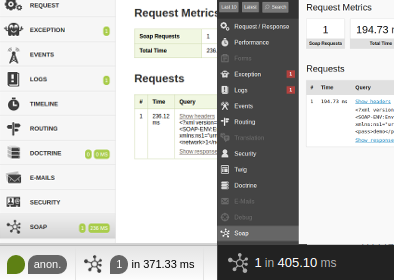 REQUEST
EXCEPTION 1
EVENTS
LOGS 1
TIMELINE
ROUTING
DOCTRINE 0 0 MS
E-MAILS
SECURITY
SOAP 1 236 MS
Request Metrics
Soap Requests 1
Total Time 236
Requests
# Time Query
1 236.12 ms Show headers
<?xml version=
<SOAP-ENV:Env
xmlns:ns1="url
<network>1</n
Show response
anon. 1 in 371.33 ms
Last 10 Latest Search
Request / Response
Performance
Forms
Exception 1
Logs 1
Events
Routing
Translation
Security
Twig
Doctrine
E-Mails
Debug
Soap
Request Metrics
1 194.73 m
Soap Requests Total Time
Requests
# Time Query
1 194.73 ms Show headers
<?xml version
<SOAP-ENV:Env
xmlns:ns1="ur
<pass>demo</p
Show response
1 in 405.10 ms